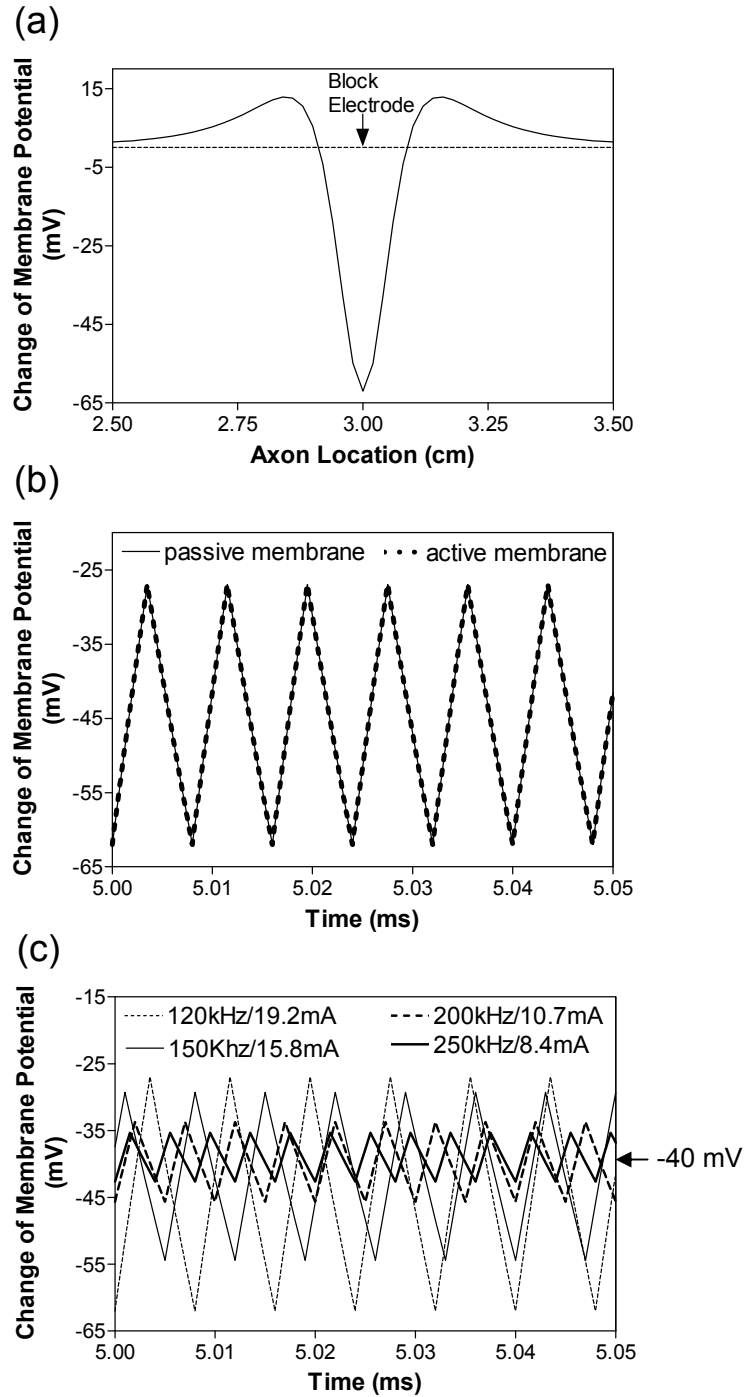 (a)
Change of Membrane Potential
(mV)
15
-5
-25
-45
-65
Block
Electrode
2.50
2.75
3.00
3.25
3.50
Axon Location (cm)
(b)
Change of Membrane Potential
(mV)
passive membrane
active membrane
-25
-35
-45
-55
-65
5.00
5.01
5.02
5.03
5.04
5.05
Time (ms)
(c)
Change of Membrane Potential
(mV)
-15
-25
-35
-45
-55
-65
120kHz/19.2mA
200kHz/10.7mA
150Khz/15.8mA
250kHz/8.4mA
-40 mV
5.00
5.01
5.02
5.03
5.04
5.05
Time (ms)